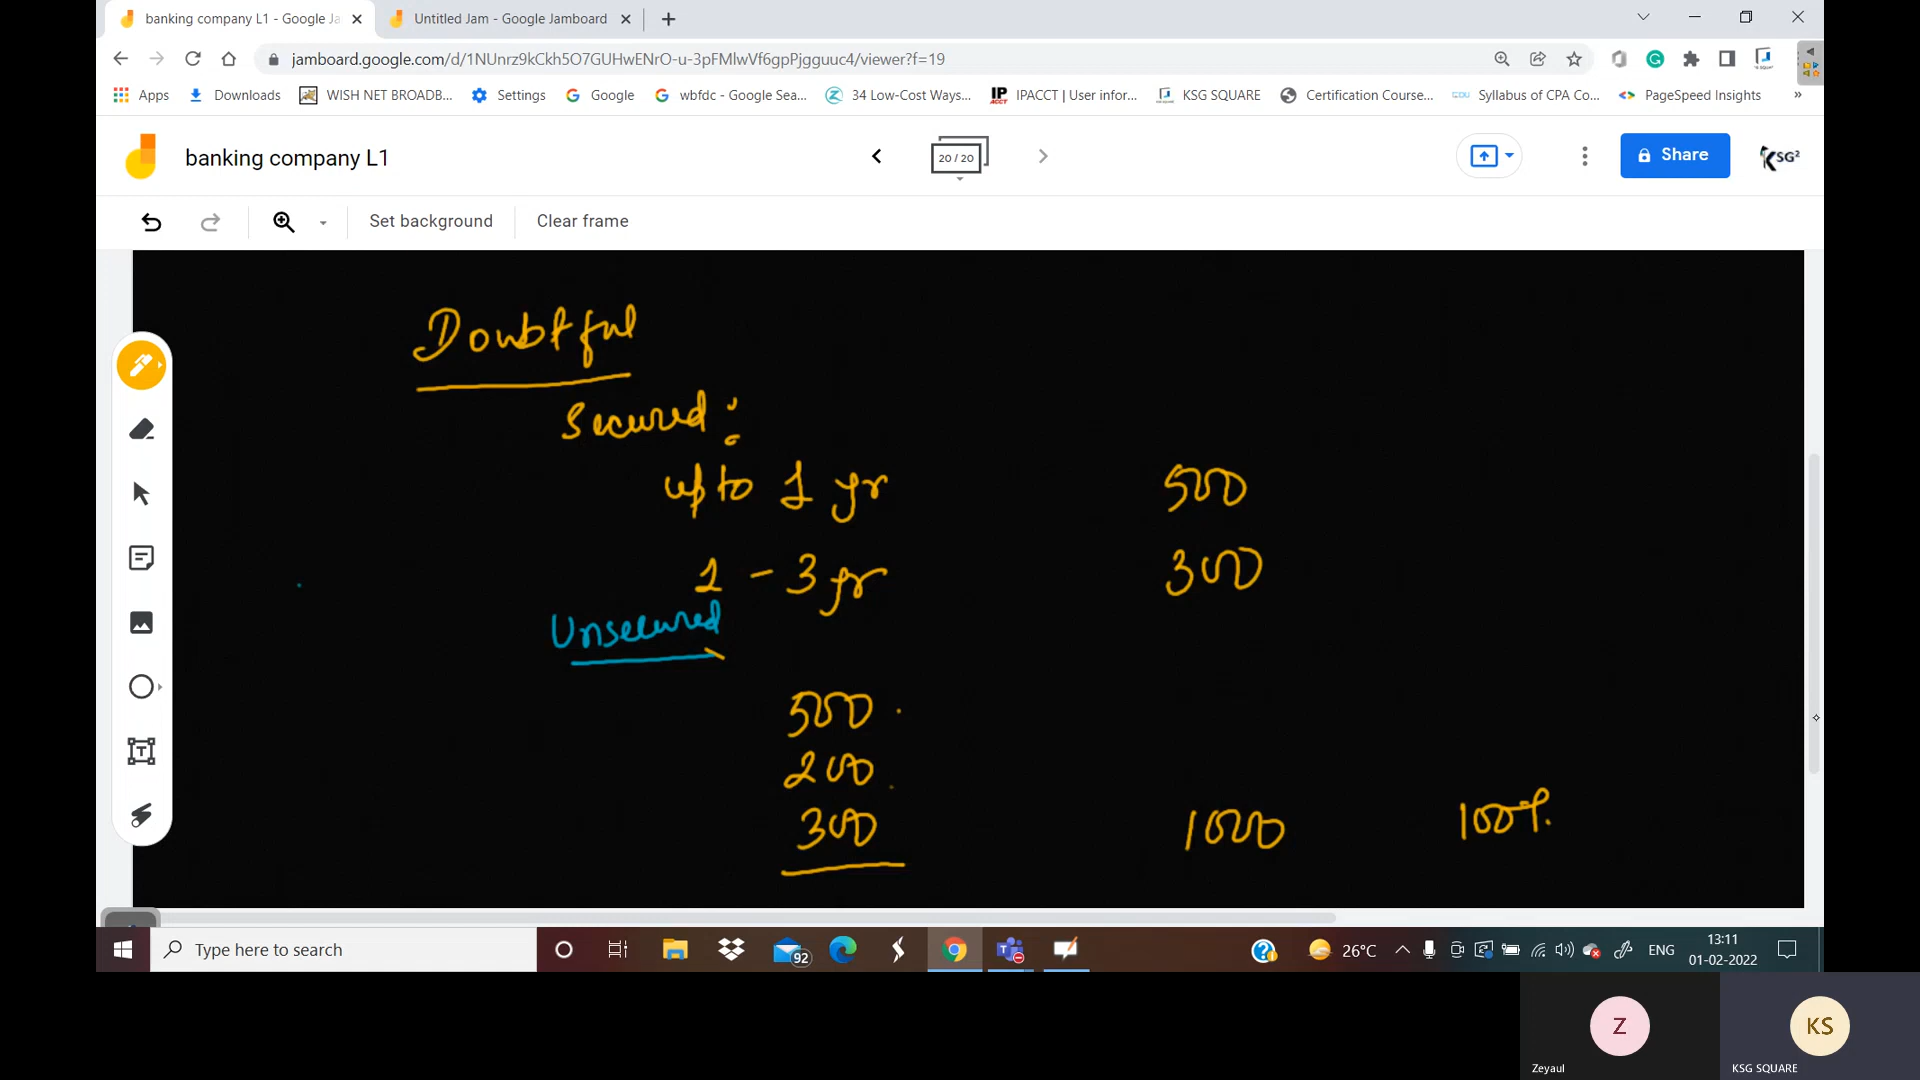 banking company L1 - Google Ja
Untitled Jam - Google Jamboard
jamboard.google.com/d/1NUnrz9kCkh5O7GUHwENrO-u-3pFMlwVf6gpPjgguuc4/viewer?f=19
Apps Downloads WISH NET BROADB... Settings Google wbfdc - Google Sea... 34 Low-Cost Ways... IPACCT | User infor... KSG SQUARE Certification Course... Syllabus of CPA Co... PageSpeed Insights »
banking company L1
20 / 20
Share
KSG²
Set background Clear frame
Doubtful
Secured :
upto 1 yr 500
1 - 3 yr 300
Unsecured
500
200
300 1000 100%
Type here to search
92
26°C
ENG
13:11
01-02-2022
Z
KS
Zeyaul
KSG SQUARE